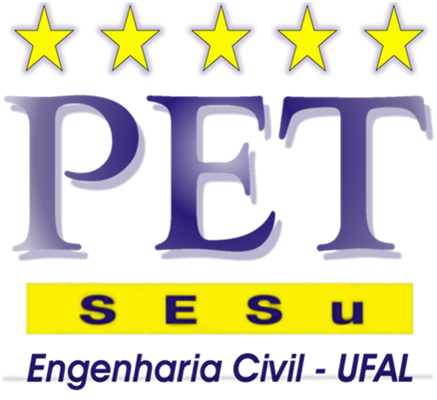 PET
SESu
Engenharia Civil - UFAL